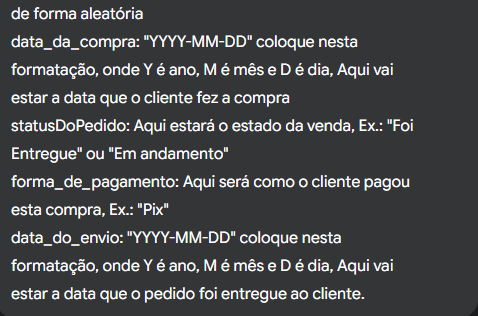 de forma aleatória
data_da_compra: "YYYY-MM-DD" coloque nesta
formatação, onde Y é ano, M é mês e D é dia, Aqui vai
estar a data que o cliente fez a compra
statusDoPedido: Aqui estará o estado da venda, Ex.: "Foi
Entregue" ou "Em andamento"
forma_de_pagamento: Aqui será como o cliente pagou
esta compra, Ex.: "Pix"
data_do_envio: "YYYY-MM-DD" coloque nesta
formatação, onde Y é ano, M é mês e D é dia, Aqui vai
estar a data que o pedido foi entregue ao cliente.